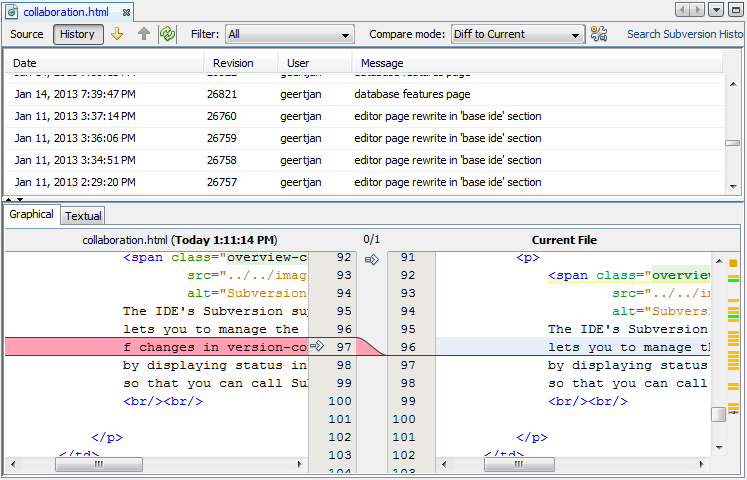 collaboration.html
Source History Filter: All Compare mode: Diff to Current Search Subversion Histo
Date Revision User Message
Jan 14, 2013 7:39:47 PM 26821 geertjan database features page
Jan 11, 2013 3:37:14 PM 26760 geertjan editor page rewrite in 'base ide' section
Jan 11, 2013 3:36:06 PM 26759 geertjan editor page rewrite in 'base ide' section
Jan 11, 2013 3:34:51 PM 26758 geertjan editor page rewrite in 'base ide' section
Jan 11, 2013 2:29:20 PM 26757 geertjan editor page rewrite in 'base ide' section
Graphical Textual
collaboration.html (Today 1:11:14 PM) 0/1 Current File
<span class="overview-c 92 91 <p>
src="../../imag 93 92 <span class="overview
alt="Subversion 94 93 src="../../im
The IDE's Subversion su 95 94 alt="Subvers
lets you to manage the 96 95 The IDE's Subversion
f changes in version-co 97 96 lets you to manage th
by displaying status in 98 97 by displaying status
so that you can call Su 99 98 so that you can call
<br/><br/> 100 99 <br/><br/>
101 100
</p> 102 101 </p>
</td> 103 102 </td>
104 103